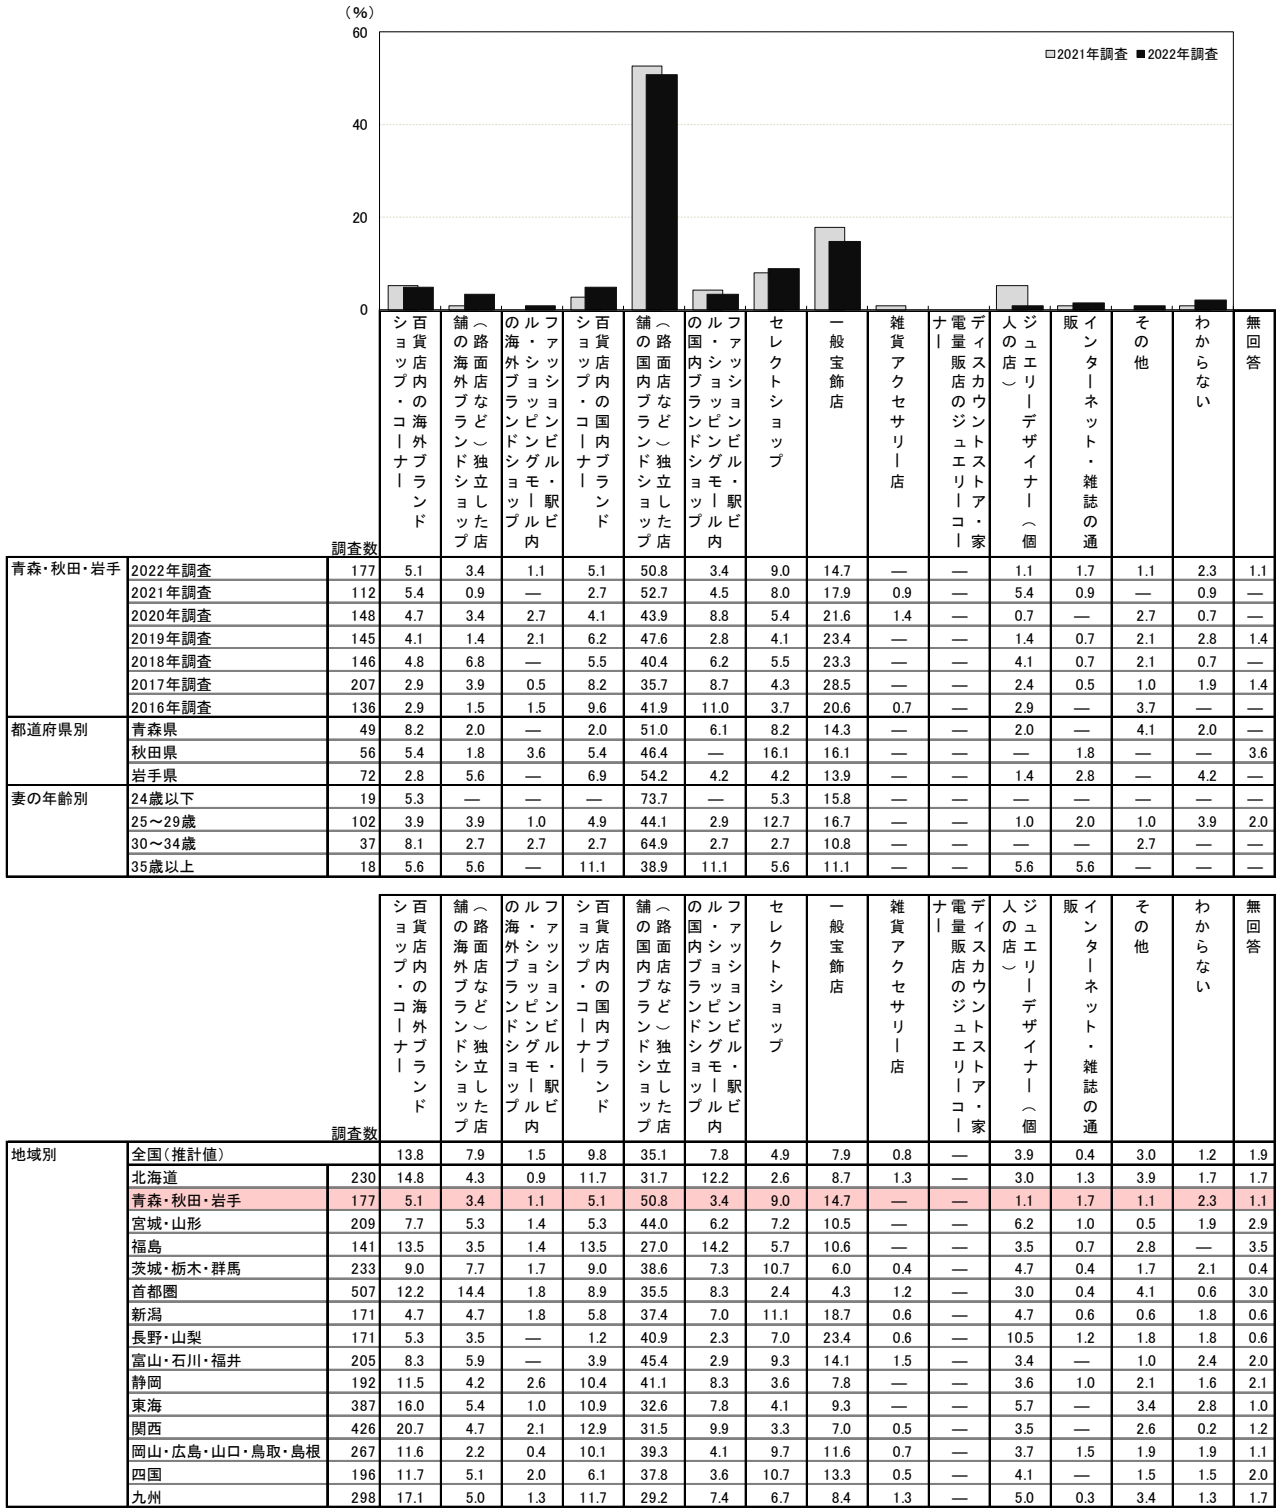 (%)
60
□2021年調査 ■2022年調査
40
20
0
百貨店内の海外ブランド
ショップ・コーナー
(路面店など)独立した店
舗の海外ブランドショップ
ファッションビル・駅ビ
ル・ショッピングモール内
の海外ブランドショップ
百貨店内の国内ブランド
ショップ・コーナー
(路面店など)独立した店
舗の国内ブランドショップ
ファッションビル・駅ビ
ル・ショッピングモール内
の国内ブランドショップ
セレクトショップ
一般宝飾店
雑貨アクセサリー店
ディスカウントストア・家
電量販店のジュエリーコー
ナー
ジュエリーデザイナー(個
人の店)
インターネット・雑誌の通
販
その他
わからない
無回答
調査数
青森・秋田・岩手 2022年調査 177 5.1 3.4 1.1 5.1 50.8 3.4 9.0 14.7 — — 1.1 1.7 1.1 2.3 1.1
2021年調査 112 5.4 0.9 — 2.7 52.7 4.5 8.0 17.9 0.9 — 5.4 0.9 — 0.9 —
2020年調査 148 4.7 3.4 2.7 4.1 43.9 8.8 5.4 21.6 1.4 — 0.7 — 2.7 0.7 —
2019年調査 145 4.1 1.4 2.1 6.2 47.6 2.8 4.1 23.4 — — 1.4 0.7 2.1 2.8 1.4
2018年調査 146 4.8 6.8 — 5.5 40.4 6.2 5.5 23.3 — — 4.1 0.7 2.1 0.7 —
2017年調査 207 2.9 3.9 0.5 8.2 35.7 8.7 4.3 28.5 — — 2.4 0.5 1.0 1.9 1.4
2016年調査 136 2.9 1.5 1.5 9.6 41.9 11.0 3.7 20.6 0.7 — 2.9 — 3.7 — —
都道府県別 青森県 49 8.2 2.0 — 2.0 51.0 6.1 8.2 14.3 — — 2.0 — 4.1 2.0 —
秋田県 56 5.4 1.8 3.6 5.4 46.4 — 16.1 16.1 — — — 1.8 — — 3.6
岩手県 72 2.8 5.6 — 6.9 54.2 4.2 4.2 13.9 — — 1.4 2.8 — 4.2 —
妻の年齢別 24歳以下 19 5.3 — — — 73.7 — 5.3 15.8 — — — — — — —
25～29歳 102 3.9 3.9 1.0 4.9 44.1 2.9 12.7 16.7 — — 1.0 2.0 1.0 3.9 2.0
30～34歳 37 8.1 2.7 2.7 2.7 64.9 2.7 2.7 10.8 — — — — 2.7 — —
35歳以上 18 5.6 5.6 — 11.1 38.9 11.1 5.6 11.1 — — 5.6 5.6 — — —
百貨店内の海外ブランド
ショップ・コーナー
(路面店など)独立した店
舗の海外ブランドショップ
ファッションビル・駅ビ
ル・ショッピングモール内
の海外ブランドショップ
百貨店内の国内ブランド
ショップ・コーナー
(路面店など)独立した店
舗の国内ブランドショップ
ファッションビル・駅ビ
ル・ショッピングモール内
の国内ブランドショップ
セレクトショップ
一般宝飾店
雑貨アクセサリー店
ディスカウントストア・家
電量販店のジュエリーコー
ナー
ジュエリーデザイナー(個
人の店)
インターネット・雑誌の通
販
その他
わからない
無回答
調査数
地域別 全国(推計値) 13.8 7.9 1.5 9.8 35.1 7.8 4.9 7.9 0.8 — 3.9 0.4 3.0 1.2 1.9
北海道 230 14.8 4.3 0.9 11.7 31.7 12.2 2.6 8.7 1.3 — 3.0 1.3 3.9 1.7 1.7
青森・秋田・岩手 177 5.1 3.4 1.1 5.1 50.8 3.4 9.0 14.7 — — 1.1 1.7 1.1 2.3 1.1
宮城・山形 209 7.7 5.3 1.4 5.3 44.0 6.2 7.2 10.5 — — 6.2 1.0 0.5 1.9 2.9
福島 141 13.5 3.5 1.4 13.5 27.0 14.2 5.7 10.6 — — 3.5 0.7 2.8 — 3.5
茨城・栃木・群馬 233 9.0 7.7 1.7 9.0 38.6 7.3 10.7 6.0 0.4 — 4.7 0.4 1.7 2.1 0.4
首都圏 507 12.2 14.4 1.8 8.9 35.5 8.3 2.4 4.3 1.2 — 3.0 0.4 4.1 0.6 3.0
新潟 171 4.7 4.7 1.8 5.8 37.4 7.0 11.1 18.7 0.6 — 4.7 0.6 0.6 1.8 0.6
長野・山梨 171 5.3 3.5 — 1.2 40.9 2.3 7.0 23.4 0.6 — 10.5 1.2 1.8 1.8 0.6
富山・石川・福井 205 8.3 5.9 — 3.9 45.4 2.9 9.3 14.1 1.5 — 3.4 — 1.0 2.4 2.0
静岡 192 11.5 4.2 2.6 10.4 41.1 8.3 3.6 7.8 — — 3.6 1.0 2.1 1.6 2.1
東海 387 16.0 5.4 1.0 10.9 32.6 7.8 4.1 9.3 — — 5.7 — 3.4 2.8 1.0
関西 426 20.7 4.7 2.1 12.9 31.5 9.9 3.3 7.0 0.5 — 3.5 — 2.6 0.2 1.2
岡山・広島・山口・鳥取・島根 267 11.6 2.2 0.4 10.1 39.3 4.1 9.7 11.6 0.7 — 3.7 1.5 1.9 1.9 1.1
四国 196 11.7 5.1 2.0 6.1 37.8 3.6 10.7 13.3 0.5 — 4.1 — 1.5 1.5 2.0
九州 298 17.1 5.0 1.3 11.7 29.2 7.4 6.7 8.4 1.3 — 5.0 0.3 3.4 1.3 1.7